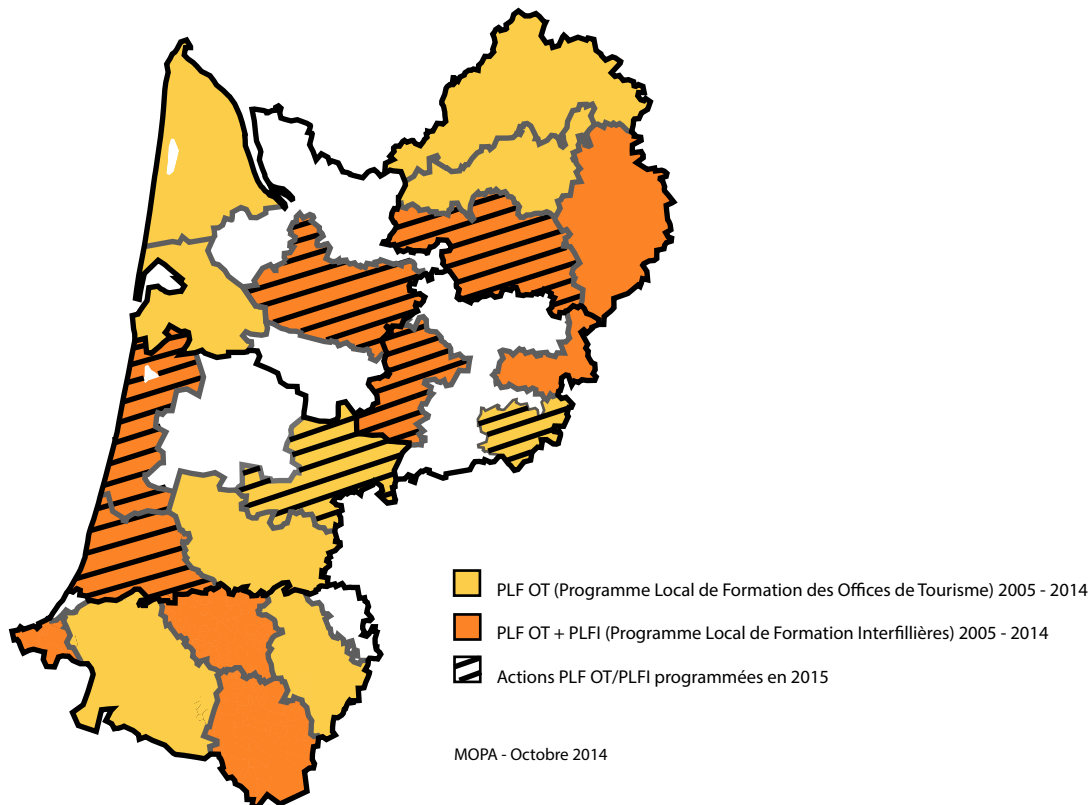 PLF OT (Programme Local de Formation des Offices de Tourisme) 2005 - 2014
PLF OT + PLFI (Programme Local de Formation Interfillières) 2005 - 2014
Actions PLF OT/PLFI programmées en 2015
MOPA - Octobre 2014